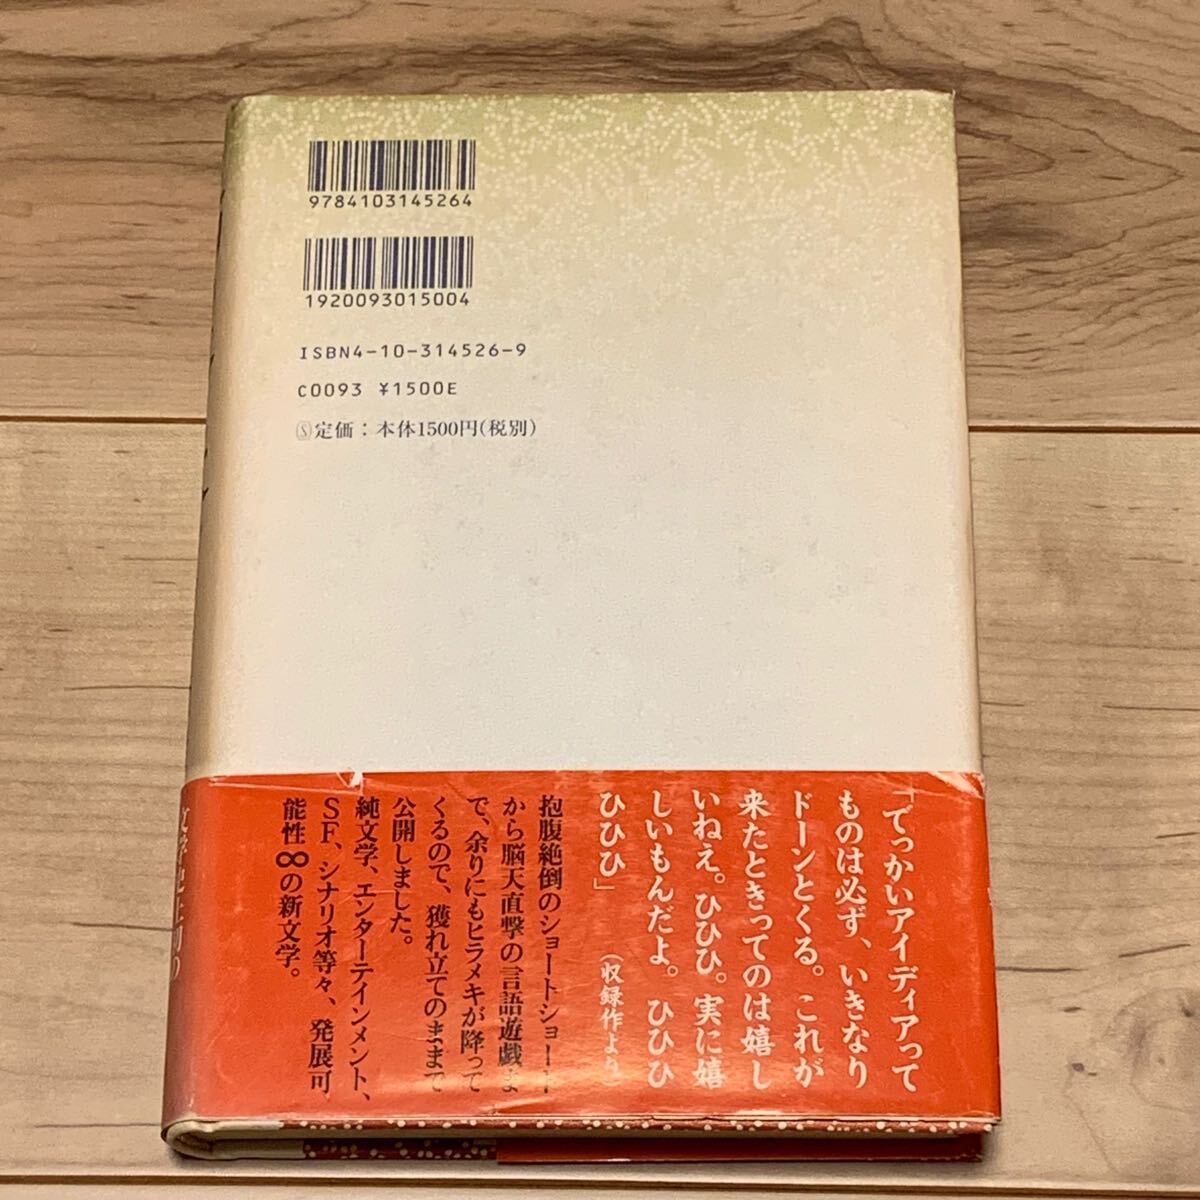 9784103145264
1920093015004
ISBN4-10-314526-9
C0093 ¥1500E
Ⓢ定価：本体1500円(税別)
「てっかいアイディアって
ものは必ず、いきなり
ドーンとくる。これが
来たときってのは嬉し
いねえ。ひひひ。実に嬉
しいもんだよ。ひひひ
ひひひ」
（収録作より）
抱腹絶倒のショートショート
から脳天直撃の言語遊戯ま
で、余りにもヒラメキが降って
くるので、獲れ立てのままで
公開しました。
純文学、エンターテインメント、
SF、シナリオ等々、発展可
能性∞の新文学。
文学史上初の